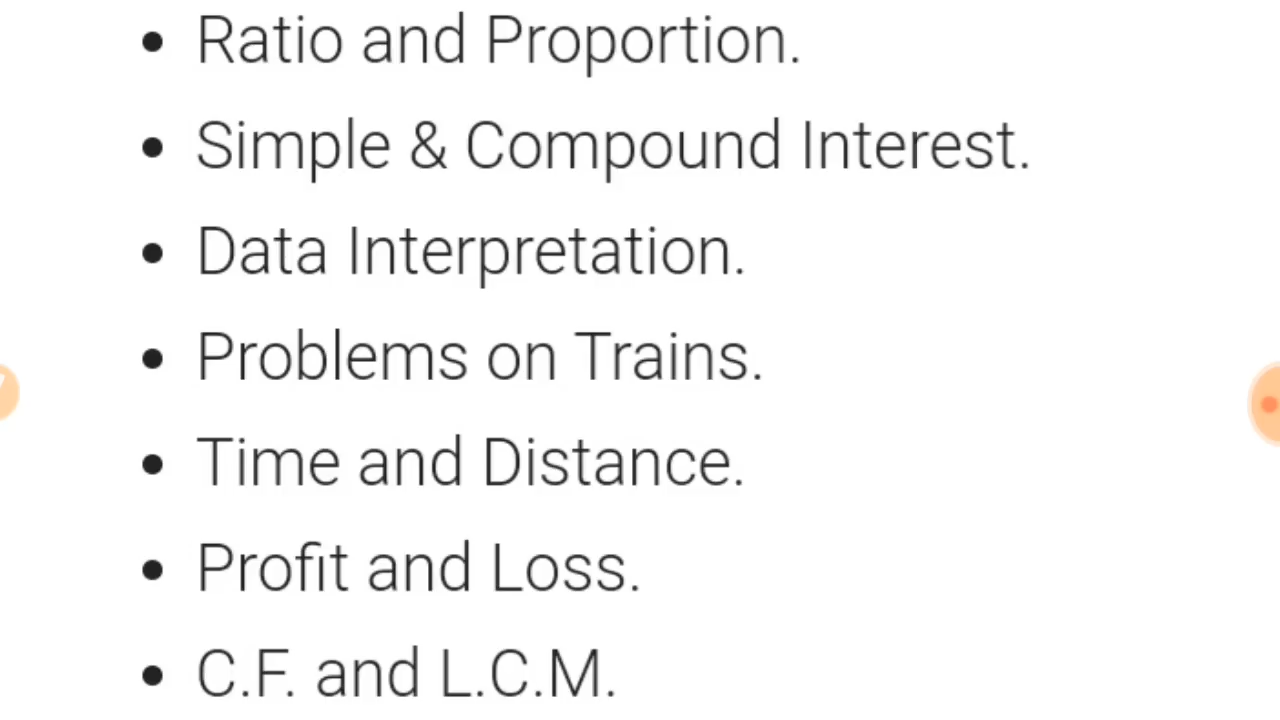 • Ratio and Proportion.
• Simple & Compound Interest.
• Data Interpretation.
• Problems on Trains.
• Time and Distance.
• Profit and Loss.
• C.F. and L.C.M.